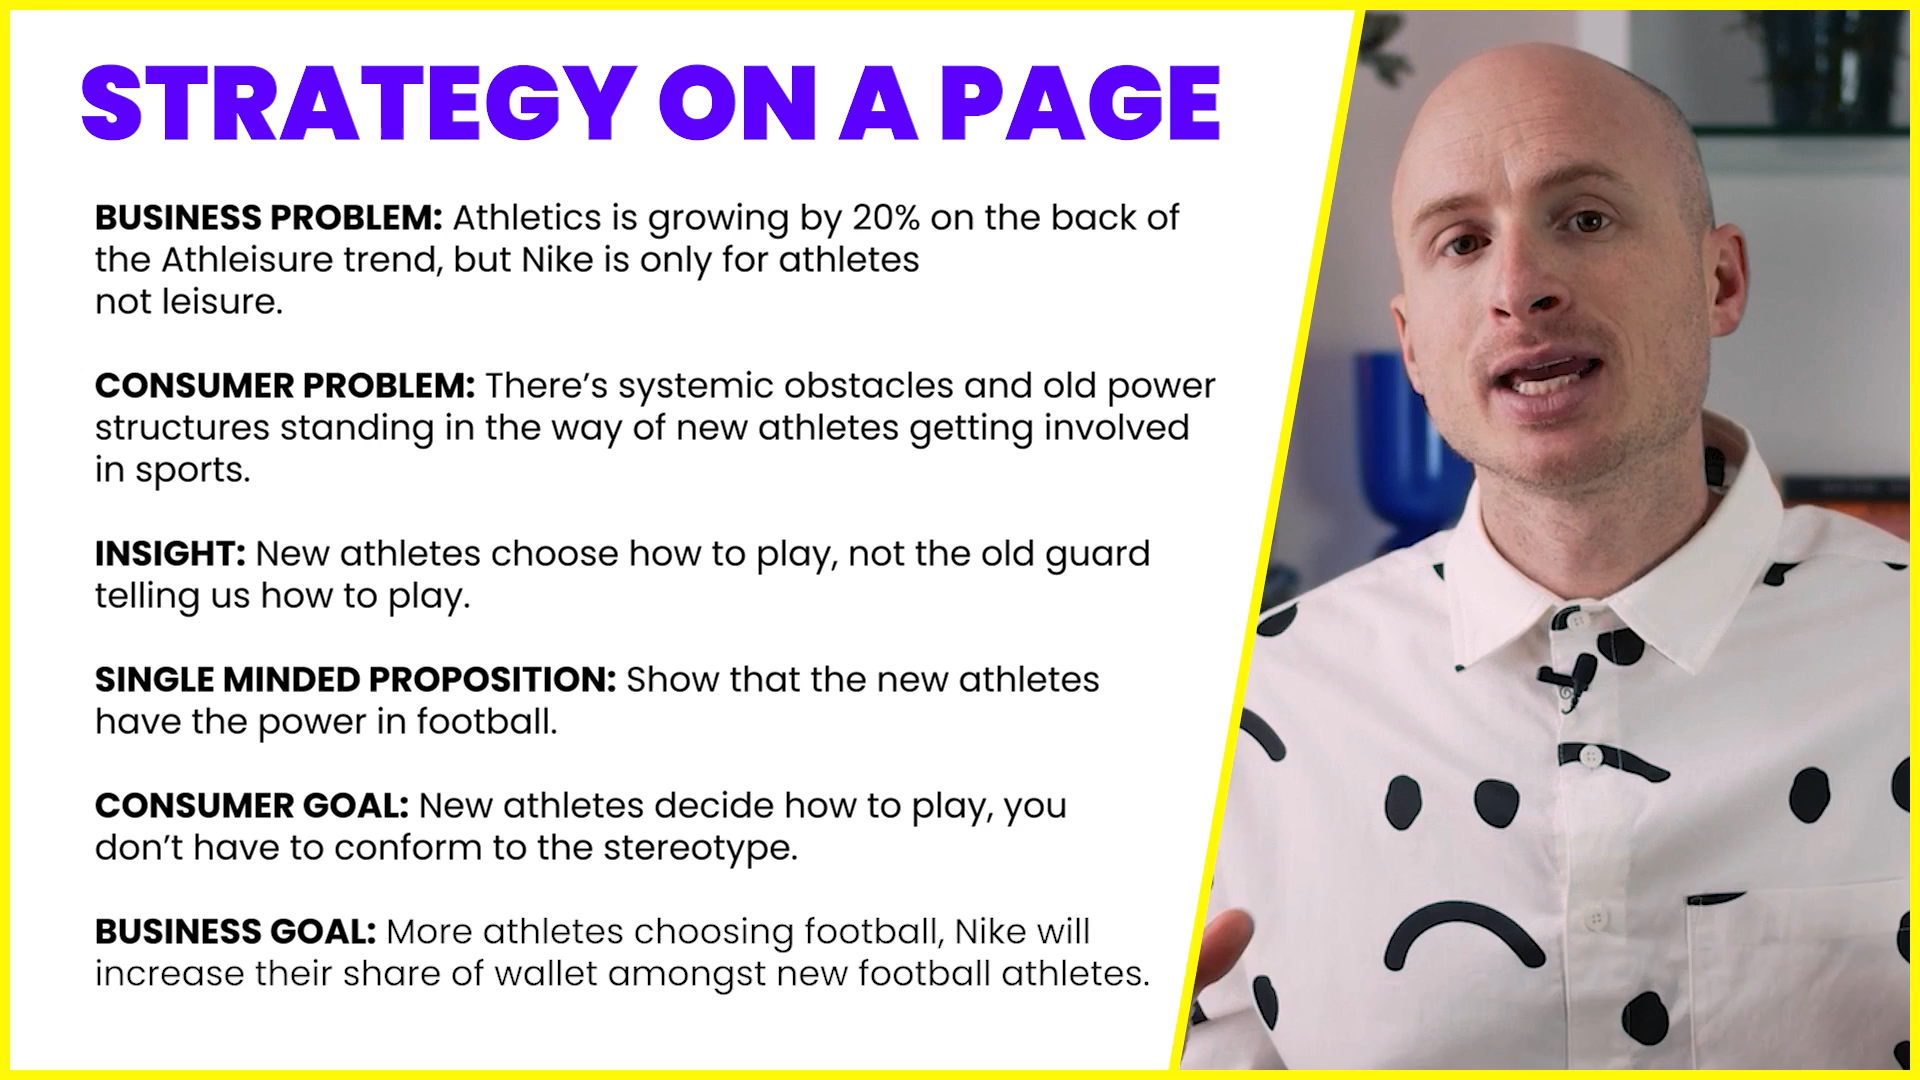 STRATEGY ON A PAGE
BUSINESS PROBLEM: Athletics is growing by 20% on the back of
the Athleisure trend, but Nike is only for athletes
not leisure.
CONSUMER PROBLEM: There’s systemic obstacles and old power
structures standing in the way of new athletes getting involved
in sports.
INSIGHT: New athletes choose how to play, not the old guard
telling us how to play.
SINGLE MINDED PROPOSITION: Show that the new athletes
have the power in football.
CONSUMER GOAL: New athletes decide how to play, you
don’t have to conform to the stereotype.
BUSINESS GOAL: More athletes choosing football, Nike will
increase their share of wallet amongst new football athletes.